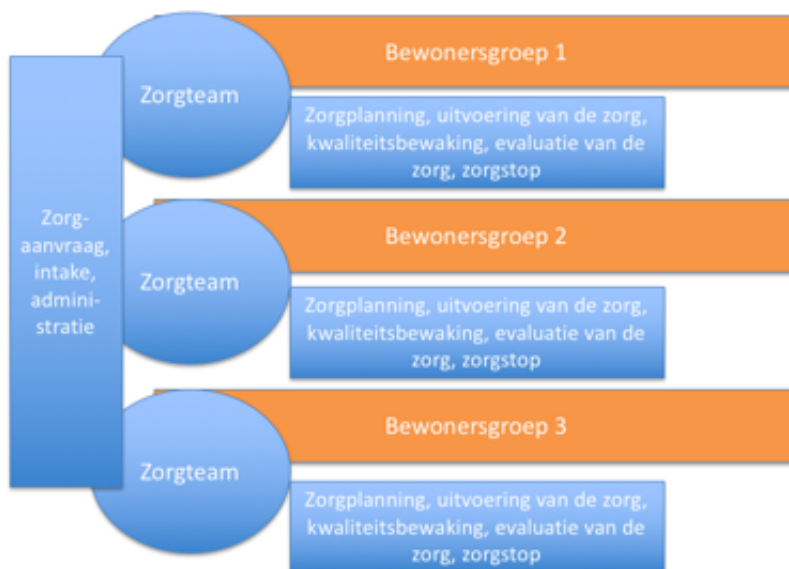 Bewonersgroep 1
Zorgteam
Zorgplanning, uitvoering van de zorg,
kwaliteitsbewaking, evaluatie van de
zorg, zorgstop
Zorg-
aanvraag,
intake,
admini-
stratie
Bewonersgroep 2
Zorgteam
Zorgplanning, uitvoering van de zorg,
kwaliteitsbewaking, evaluatie van de
zorg, zorgstop
Bewonersgroep 3
Zorgteam
Zorgplanning, uitvoering van de zorg,
kwaliteitsbewaking, evaluatie van de
zorg, zorgstop